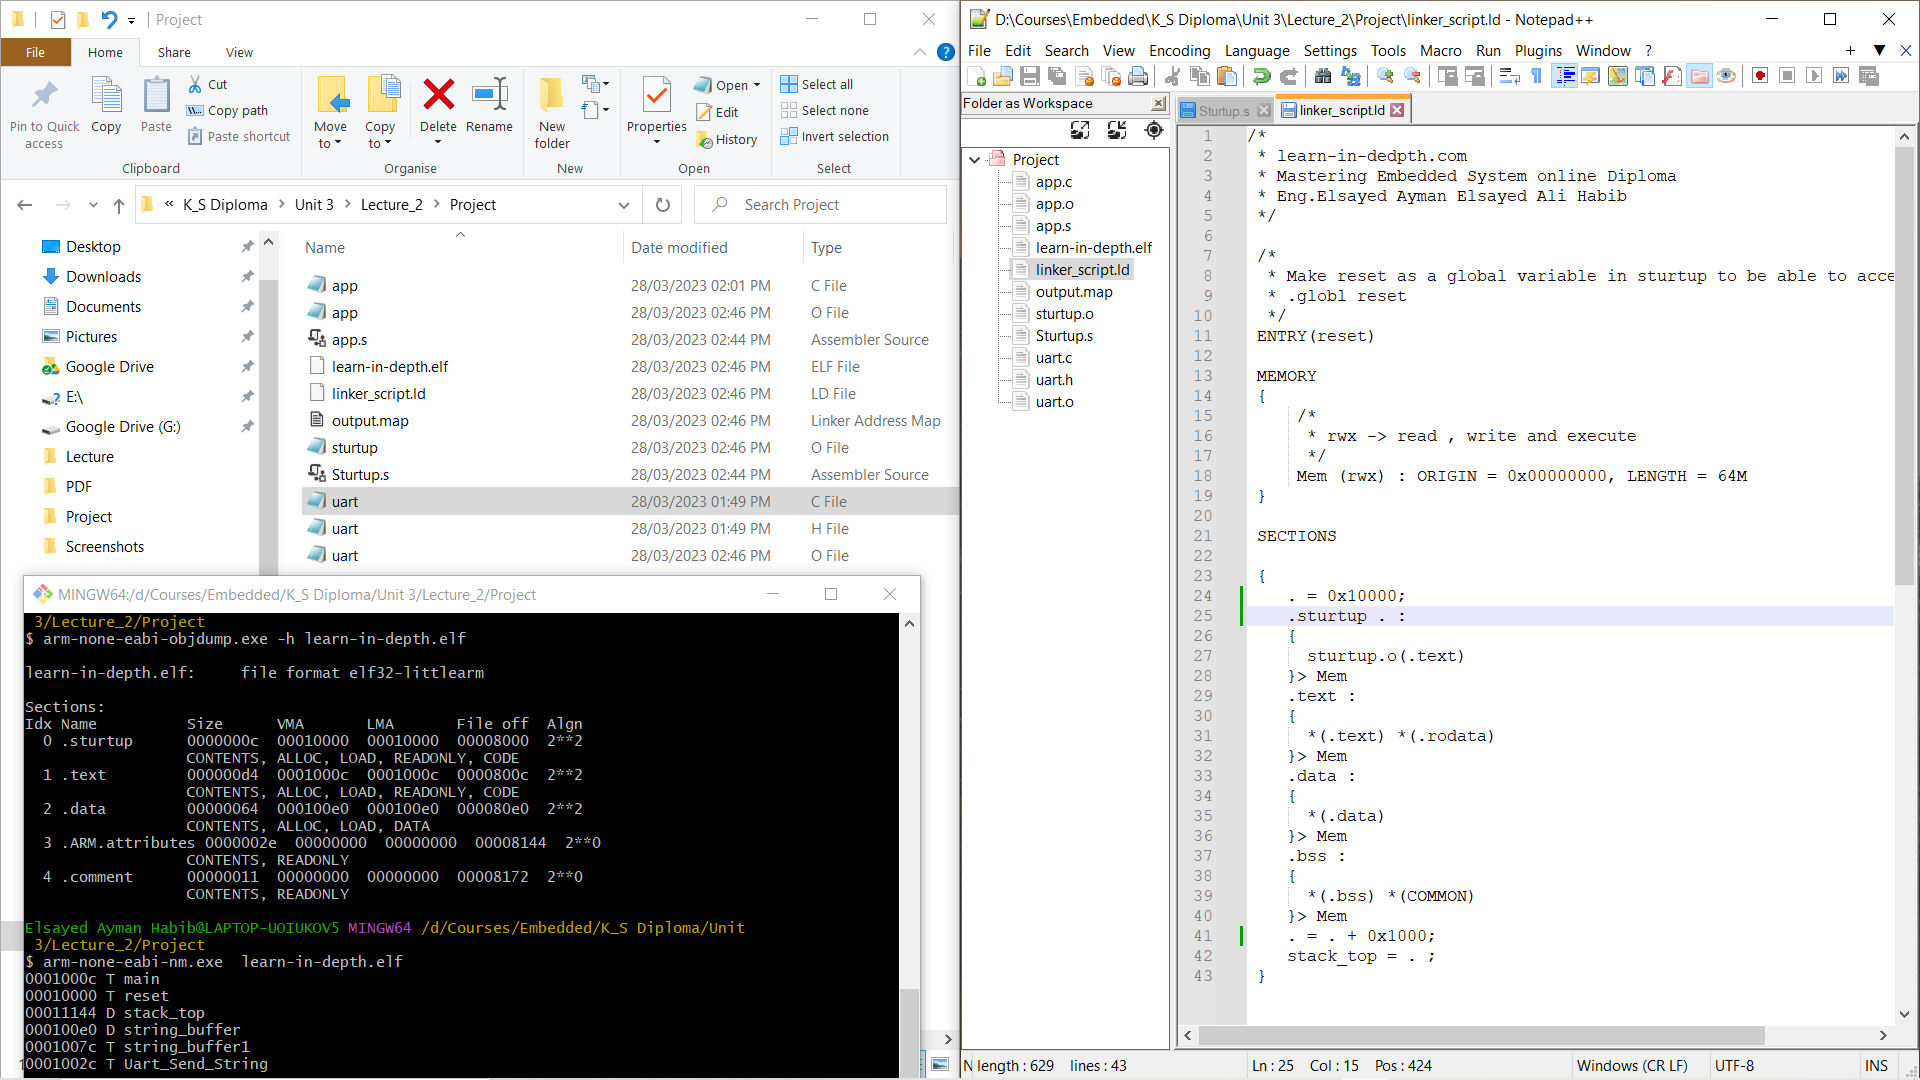 Project
File
Home
Share
View
Pin to Quick access
Copy
Paste
Cut
Copy path
Paste shortcut
Clipboard
Move to
Copy to
Delete
Rename
Organise
New folder
New
Properties
Open
Edit
History
Open
Select all
Select none
Invert selection
Select
« K_S Diploma > Unit 3 > Lecture_2 > Project
Search Project
Desktop
Downloads
Documents
Pictures
Google Drive
E:\
Google Drive (G:)
Lecture
PDF
Project
Screenshots
Name Date modified Type
app 28/03/2023 02:01 PM C File
app 28/03/2023 02:46 PM O File
app.s 28/03/2023 02:44 PM Assembler Source
learn-in-depth.elf 28/03/2023 02:46 PM ELF File
linker_script.ld 28/03/2023 02:46 PM LD File
output.map 28/03/2023 02:46 PM Linker Address Map
sturtup 28/03/2023 02:46 PM O File
Sturtup.s 28/03/2023 02:44 PM Assembler Source
uart 28/03/2023 01:49 PM C File
uart 28/03/2023 01:49 PM H File
uart 28/03/2023 02:46 PM O File
MINGW64:/d/Courses/Embedded/K_S Diploma/Unit 3/Lecture_2/Project
3/Lecture_2/Project
$ arm-none-eabi-objdump.exe -h learn-in-depth.elf
learn-in-depth.elf: file format elf32-littlearm
Sections:
Idx Name Size VMA LMA File off Algn
0 .sturtup 0000000c 00010000 00010000 00008000 2**2
CONTENTS, ALLOC, LOAD, READONLY, CODE
1 .text 000000d4 0001000c 0001000c 0000800c 2**2
CONTENTS, ALLOC, LOAD, READONLY, CODE
2 .data 00000064 000100e0 000100e0 000080e0 2**2
CONTENTS, ALLOC, LOAD, DATA
3 .ARM.attributes 0000002e 00000000 00000000 00008144 2**0
CONTENTS, READONLY
4 .comment 00000011 00000000 00000000 00008172 2**0
CONTENTS, READONLY
Elsayed Ayman Habib@LAPTOP-UOIUKOV5 MINGW64 /d/Courses/Embedded/K_S Diploma/Unit
3/Lecture_2/Project
$ arm-none-eabi-nm.exe learn-in-depth.elf
0001000c T main
00010000 T reset
00011144 D stack_top
000100e0 D string_buffer
0001007c T string_buffer1
0001002c T Uart_Send_String
D:\Courses\Embedded\K_S Diploma\Unit 3\Lecture_2\Project\linker_script.ld - Notepad++
File Edit Search View Encoding Language Settings Tools Macro Run Plugins Window ?
Folder as Workspace
Project
app.c
app.o
app.s
learn-in-depth.elf
linker_script.ld
output.map
sturtup.o
Sturtup.s
uart.c
uart.h
uart.o
Sturtup.s
linker_script.ld
1 /*
2 * learn-in-dedpth.com
3 * Mastering Embedded System online Diploma
4 * Eng.Elsayed Ayman Elsayed Ali Habib
5 */
6
7 /*
8 * Make reset as a global variable in sturtup to be able to acce
9 * .globl reset
10 */
11 ENTRY(reset)
12
13 MEMORY
14 {
15 /*
16 * rwx -> read , write and execute
17 */
18 Mem (rwx) : ORIGIN = 0x00000000, LENGTH = 64M
19 }
20
21 SECTIONS
22
23 {
24 . = 0x10000;
25 .sturtup . :
26 {
27 sturtup.o(.text)
28 }> Mem
29 .text :
30 {
31 *(.text) *(.rodata)
32 }> Mem
33 .data :
34 {
35 *(.data)
36 }> Mem
37 .bss :
38 {
39 *(.bss) *(COMMON)
40 }> Mem
41 . = . + 0x1000;
42 stack_top = . ;
43 }
N length : 629 lines : 43 Ln : 25 Col : 15 Pos : 424 Windows (CR LF) UTF-8 INS